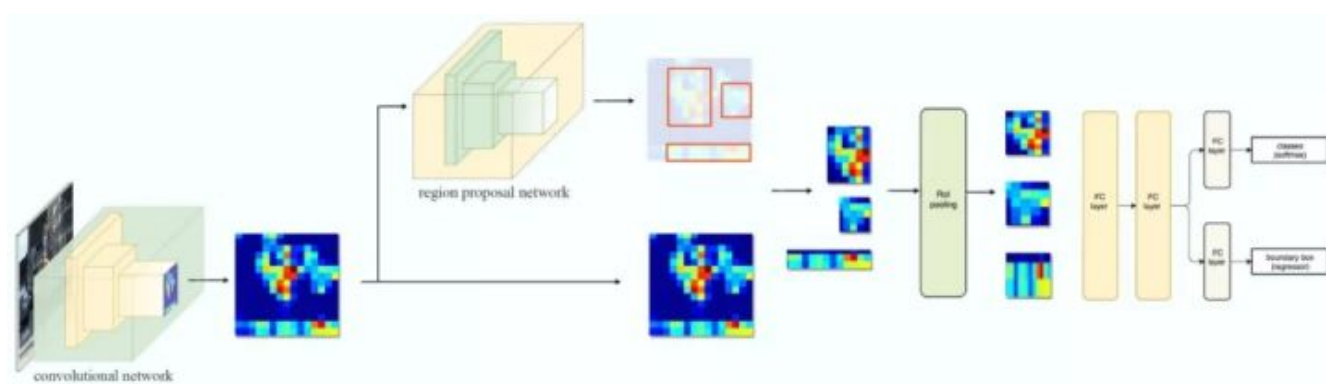 convolutional network
region proposal network
RoI
pooling
FC
layer
FC
layer
FC
layer
classes
(softmax)
FC
layer
boundary box
(regressor)